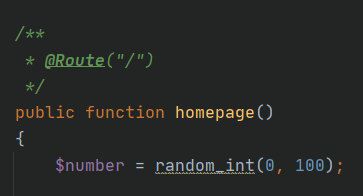 /**
 * @Route("/")
 */
public function homepage()
{
    $number = random_int(0, 100);